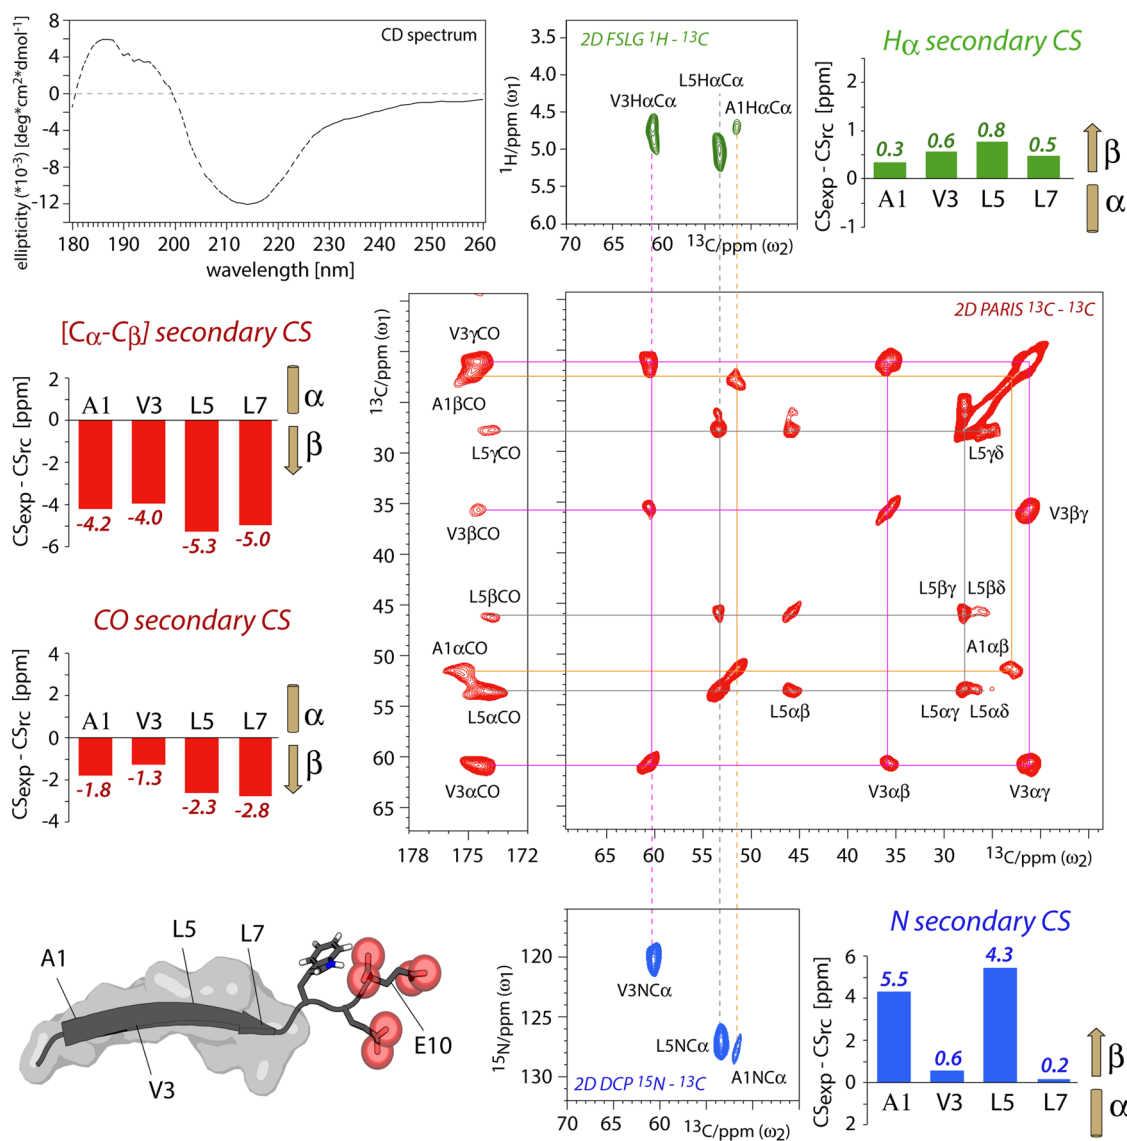 CD spectrum
ellipticity (*10⁻³) [deg*cm²*dmol⁻¹]
8
4
0
-4
-8
-12
180 190 200 210 220 230 240 250 260
wavelength [nm]
2D FSLG ¹H - ¹³C
L5HαCα
V3HαCα
A1HαCα
¹H/ppm (ω₁)
3.5
4.0
4.5
5.0
5.5
6.0
70 60 ¹³C/ppm (ω₂)
Hα secondary CS
CSexp - CSrc [ppm]
2
1
0
-1
0.3 0.6 0.8 0.5
A1 V3 L5 L7
β
α
[Cα-Cβ] secondary CS
CSexp - CSrc [ppm]
2
0
-2
-4
-6
A1 V3 L5 L7
α
β
-4.2 -4.0 -5.3 -5.0
CO secondary CS
CSexp - CSrc [ppm]
4
2
0
-2
-4
A1 V3 L5 L7
α
β
-1.8 -1.3 -2.3 -2.8
2D PARIS ¹³C - ¹³C
¹³C/ppm (ω₁)
30
35
40
45
50
55
60
65
V3γCO
A1βCO
L5γCO
V3βCO
L5βCO
A1αCO
L5αCO
V3αCO
L5γδ
V3βγ
L5βγ L5βδ
A1αβ
L5αβ L5αγ L5αδ
V3αβ V3αγ
178 174 172
65 60 55 50 45 40 35 30 ¹³C/ppm (ω₂)
A1
L5
L7
V3
E10
¹⁵N/ppm (ω₁)
120
125
130
V3NCα
L5NCα
A1NCα
2D DCP ¹⁵N - ¹³C
70 60 ¹³C/ppm (ω₂)
N secondary CS
CSexp - CSrc [ppm]
6
4
2
0
2
5.5 0.6 4.3 0.2
A1 V3 L5 L7
β
α